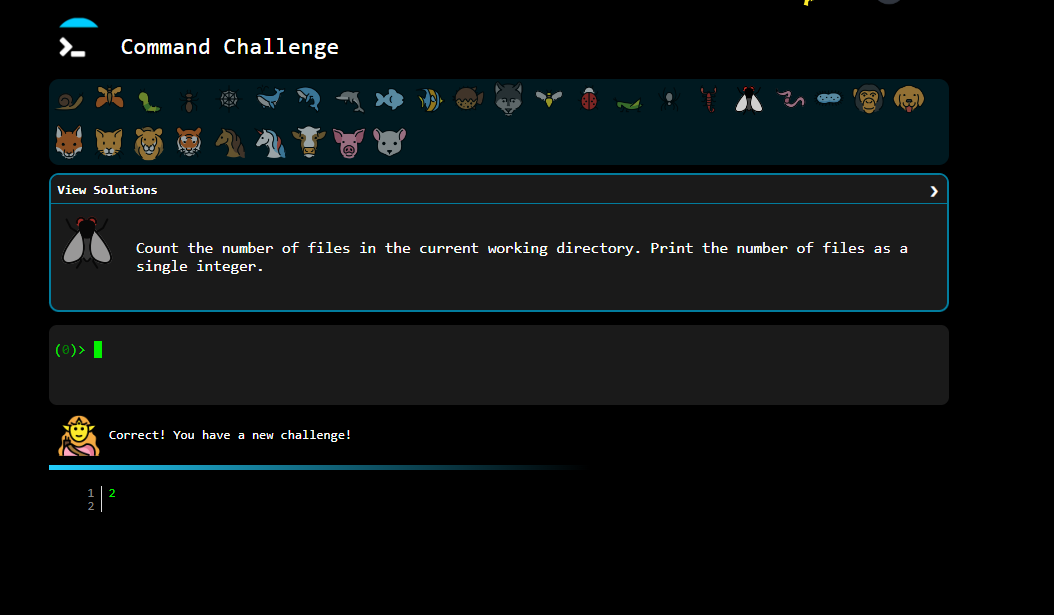 Command Challenge
View Solutions
Count the number of files in the current working directory. Print the number of files as a
single integer.
(0)>
Correct! You have a new challenge!
1 2
2